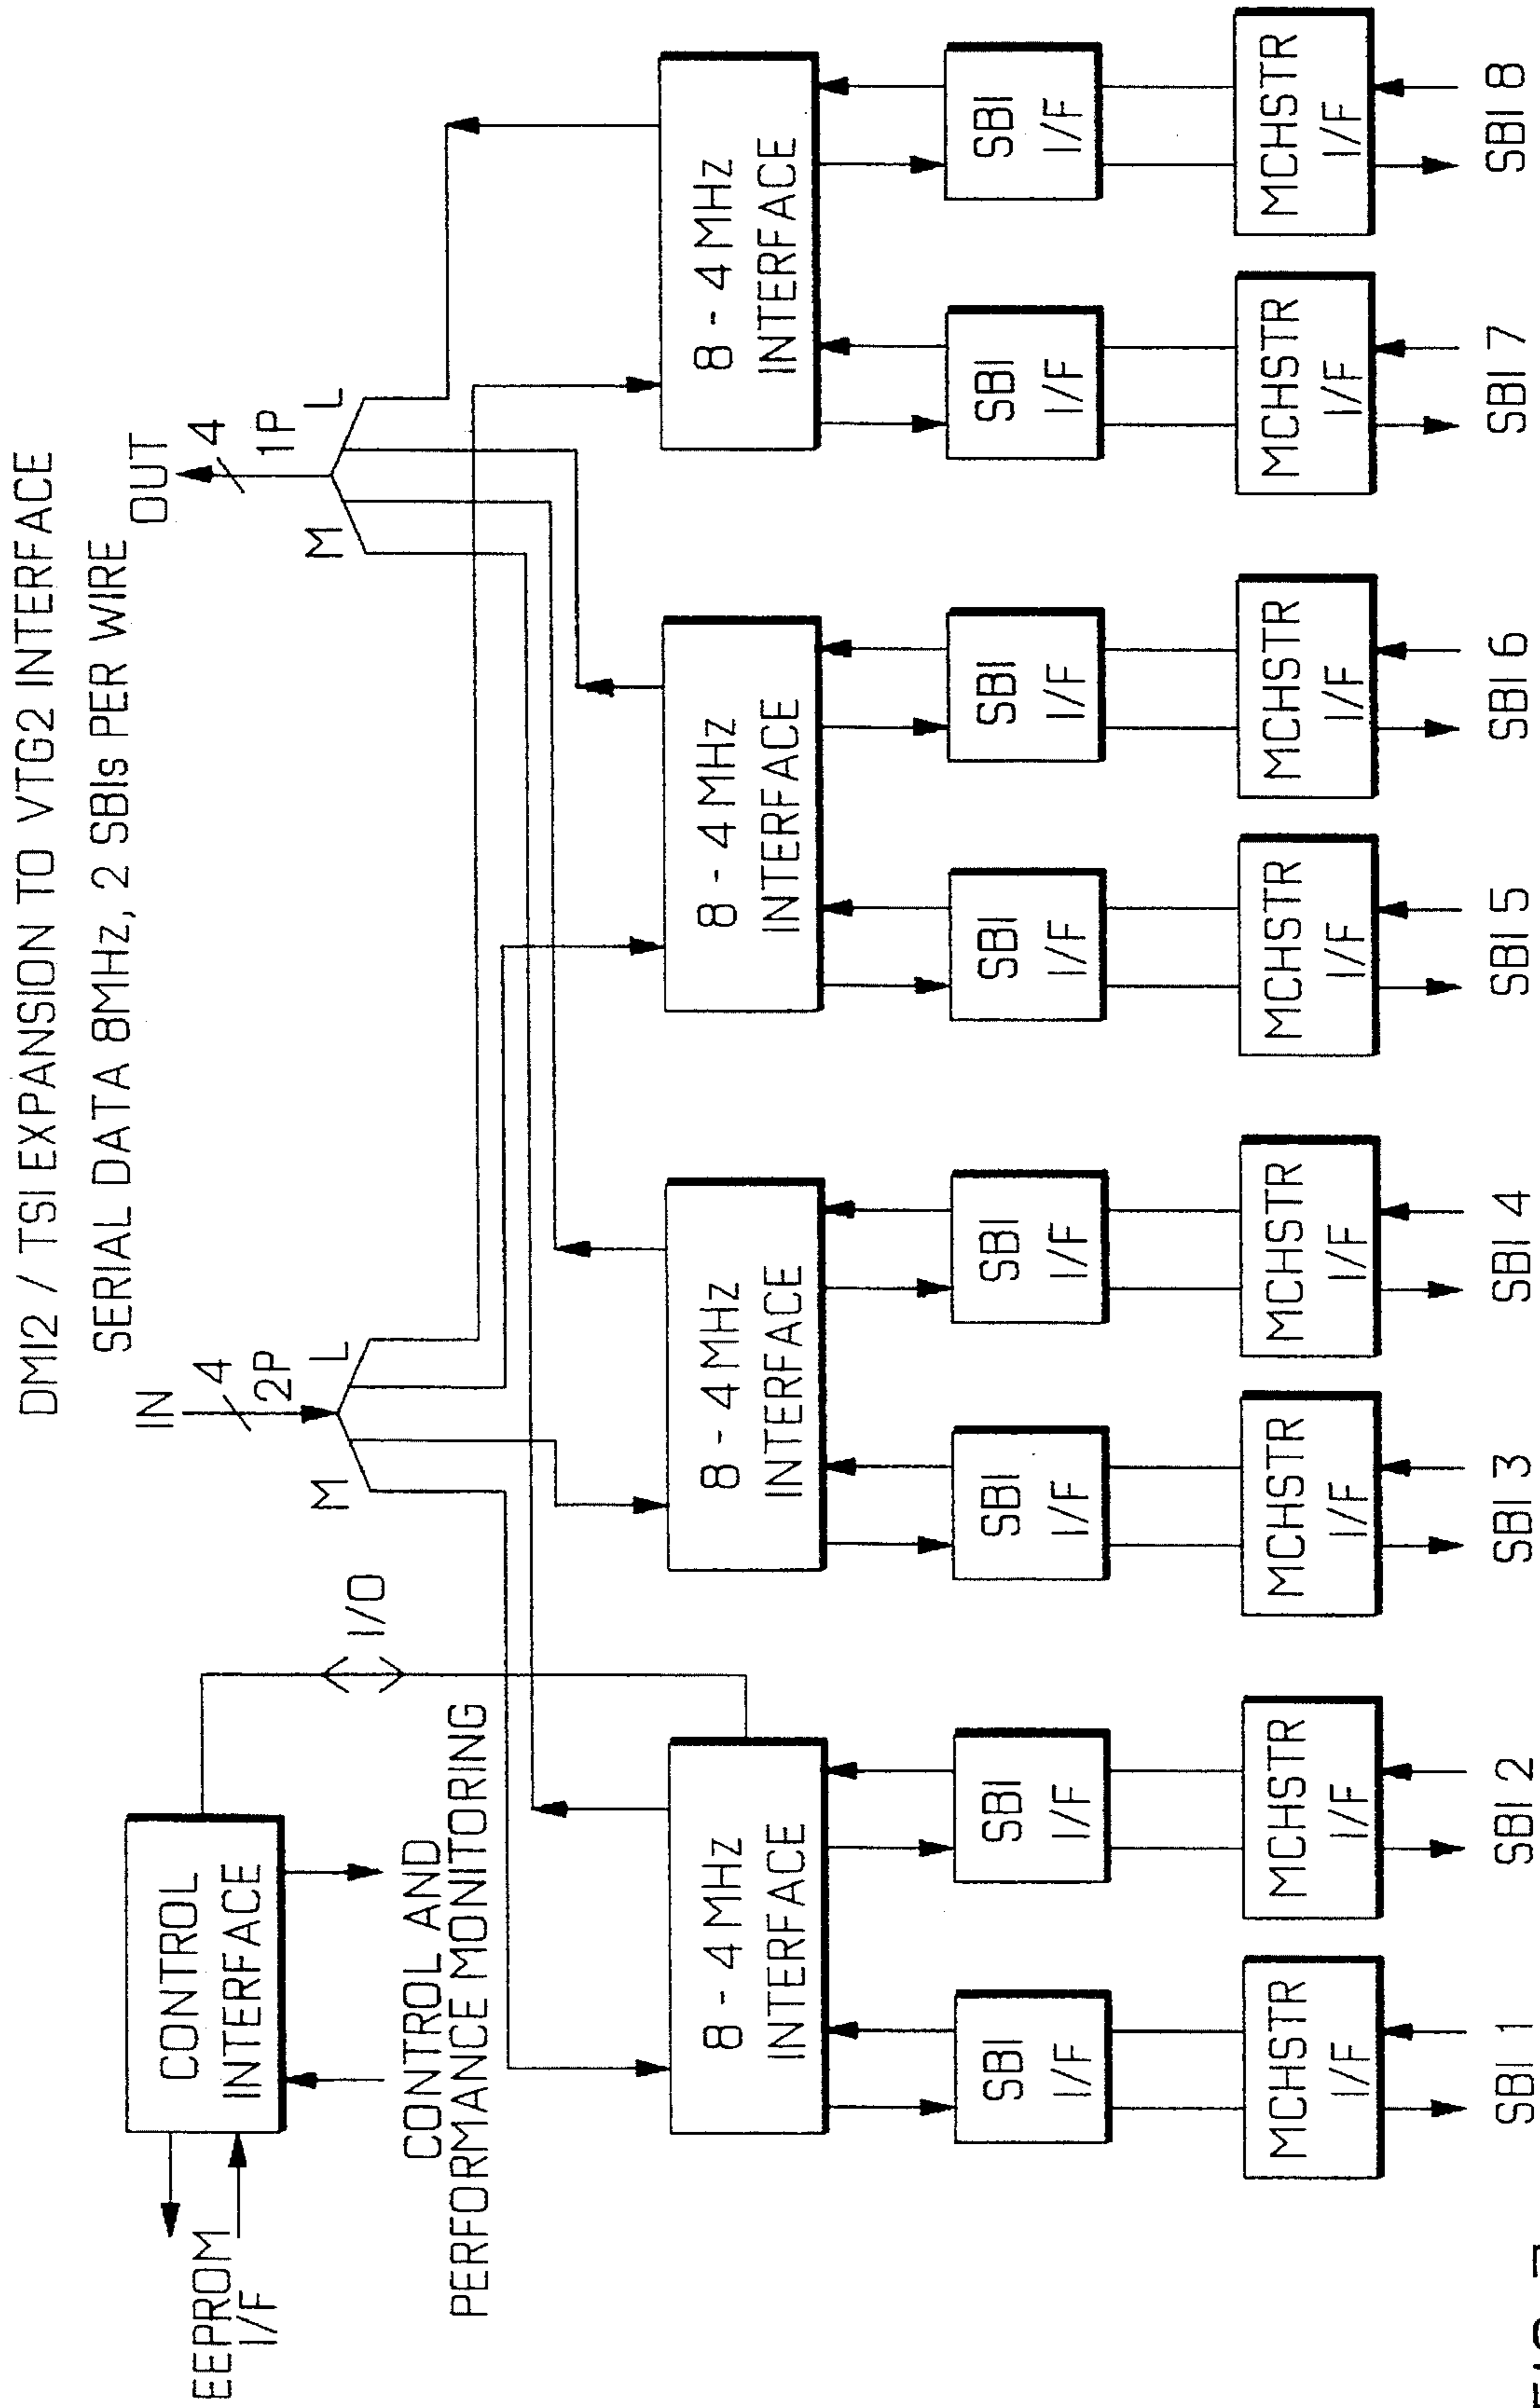 DMI2 / TSI EXPANSION TO VTG2 INTERFACE
SERIAL DATA 8MHz, 2 SBIs PER WIRE
IN
4
2P
M
L
OUT
4
1P
M
L
EEPROM
I/F
CONTROL
INTERFACE
I/O
CONTROL AND
PERFORMANCE MONITORING
8 - 4 MHz
INTERFACE
8 - 4 MHz
INTERFACE
8 - 4 MHz
INTERFACE
8 - 4 MHz
INTERFACE
SBI
I/F
SBI
I/F
SBI
I/F
SBI
I/F
SBI
I/F
SBI
I/F
SBI
I/F
SBI
I/F
MCHSTR
I/F
MCHSTR
I/F
MCHSTR
I/F
MCHSTR
I/F
MCHSTR
I/F
MCHSTR
I/F
MCHSTR
I/F
MCHSTR
I/F
SBI 1
SBI 2
SBI 3
SBI 4
SBI 5
SBI 6
SBI 7
SBI 8